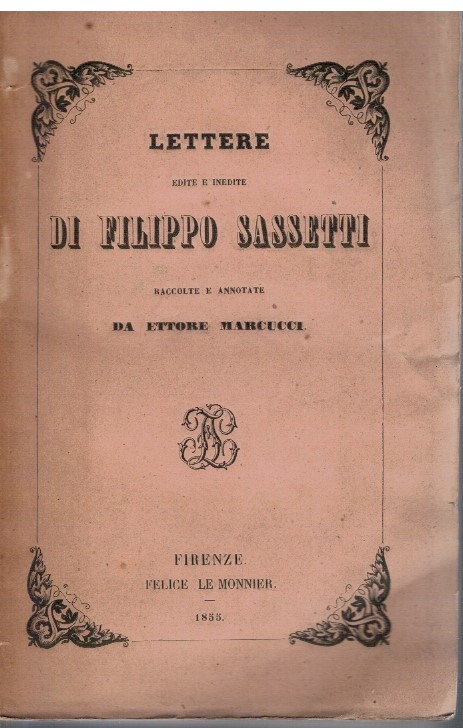 LETTERE
EDITE E INEDITE
DI FILIPPO SASSETTI
RACCOLTE E ANNOTATE
DA ETTORE MARCUCCI.
FIRENZE.
FELICE LE MONNIER.
—
1855.